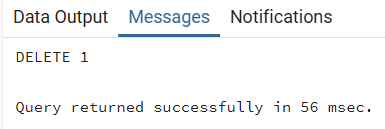 Data Output Messages Notifications
DELETE 1
Query returned successfully in 56 msec.